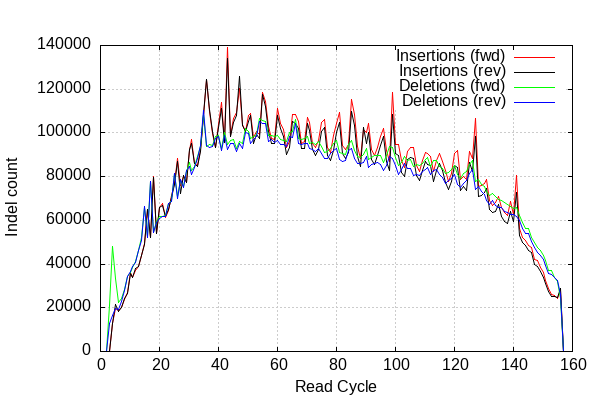 140000
120000
100000
80000
60000
40000
20000
0
Indel count
Insertions (fwd)
Insertions (rev)
Deletions (fwd)
Deletions (rev)
0 20 40 60 80 100 120 140 160
Read Cycle